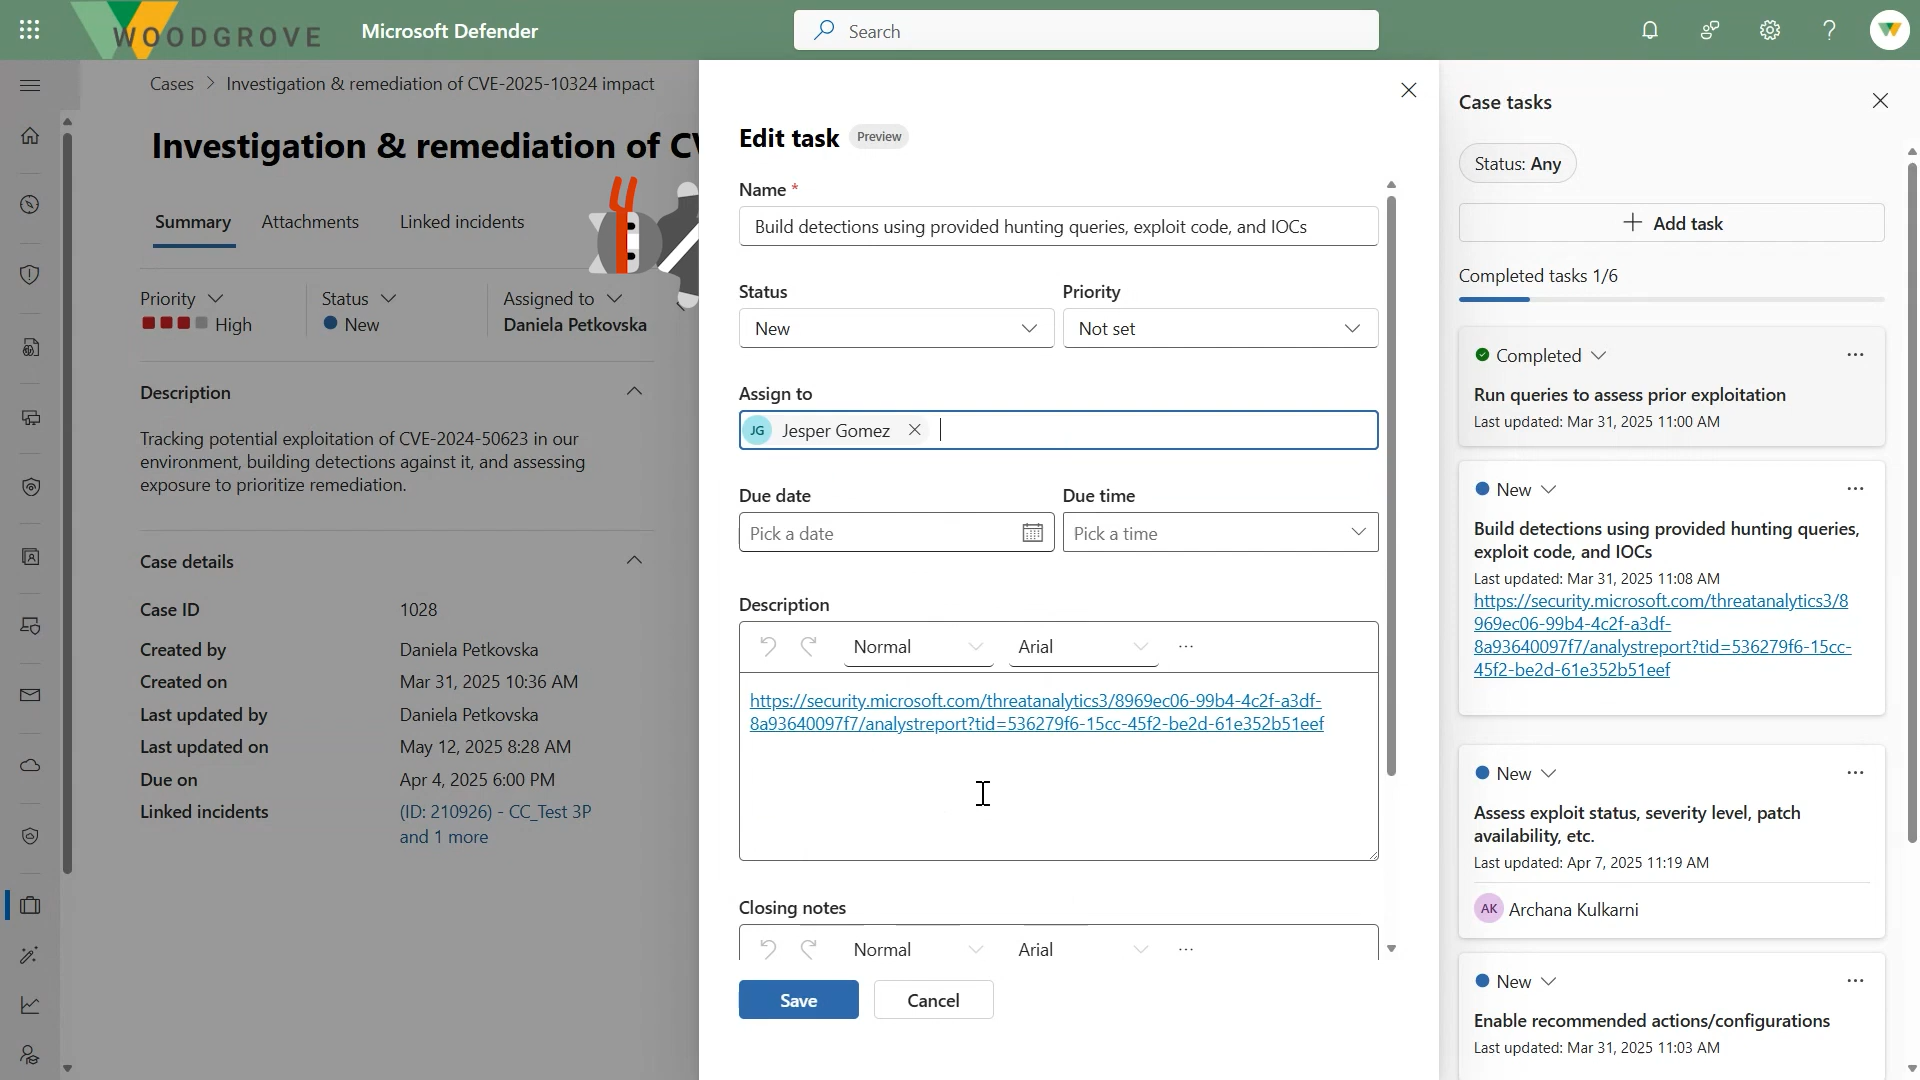 WOODGROVE
Microsoft Defender
Search
Cases > Investigation & remediation of CVE-2025-10324 impact
Investigation & remediation of CV
Summary
Attachments
Linked incidents
Priority
High
Status
New
Assigned to
Daniela Petkovska
Description
Tracking potential exploitation of CVE-2024-50623 in our
environment, building detections against it, and assessing
exposure to prioritize remediation.
Case details
Case ID 1028
Created by Daniela Petkovska
Created on Mar 31, 2025 10:36 AM
Last updated by Daniela Petkovska
Last updated on May 12, 2025 8:28 AM
Due on Apr 4, 2025 6:00 PM
Linked incidents (ID: 210926) - CC_Test 3P
and 1 more
Edit task Preview
Name *
Build detections using provided hunting queries, exploit code, and IOCs
Status
New
Priority
Not set
Assign to
JG Jesper Gomez
Due date
Pick a date
Due time
Pick a time
Description
Normal Arial ...
https://security.microsoft.com/threatanalytics3/8969ec06-99b4-4c2f-a3df-
8a93640097f7/analystreport?tid=536279f6-15cc-45f2-be2d-61e352b51eef
Closing notes
Normal Arial ...
Save
Cancel
Case tasks
Status: Any
+ Add task
Completed tasks 1/6
Completed
Run queries to assess prior exploitation
Last updated: Mar 31, 2025 11:00 AM
New
Build detections using provided hunting queries,
exploit code, and IOCs
Last updated: Mar 31, 2025 11:08 AM
https://security.microsoft.com/threatanalytics3/8
969ec06-99b4-4c2f-a3df-
8a93640097f7/analystreport?tid=536279f6-15cc-
45f2-be2d-61e352b51eef
New
Assess exploit status, severity level, patch
availability, etc.
Last updated: Apr 7, 2025 11:19 AM
AK Archana Kulkarni
New
Enable recommended actions/configurations
Last updated: Mar 31, 2025 11:03 AM